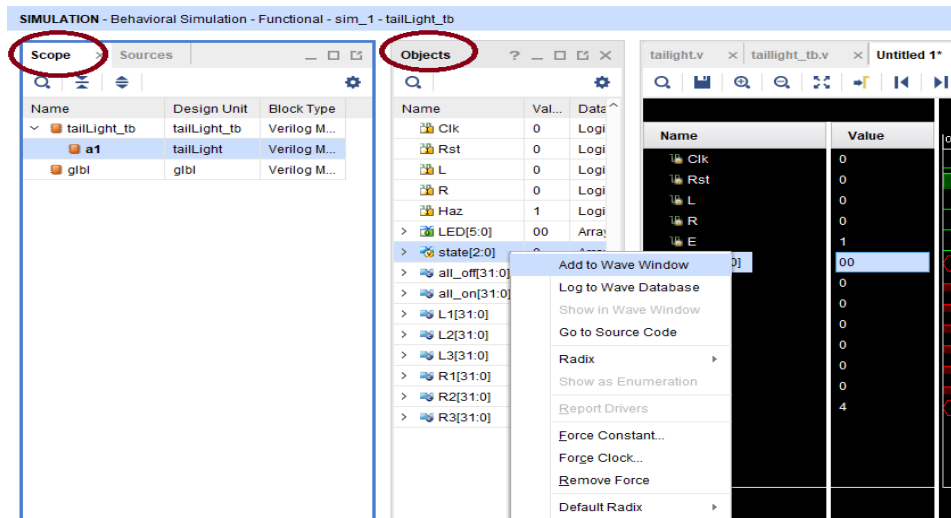 SIMULATION - Behavioral Simulation - Functional - sim_1 - tailLight_tb
Scope × Sources
Name Design Unit Block Type
tailLight_tb tailLight_tb Verilog M...
a1 tailLight Verilog M...
glbl glbl Verilog M...
Objects ?
Name Val... Data
Clk 0 Logi
Rst 0 Logi
L 0 Logi
R 0 Logi
Haz 1 Logi
LED[5:0] 00 Array
state[2:0]
all_off[31:0]
all_on[31:0]
L1[31:0]
L2[31:0]
L3[31:0]
R1[31:0]
R2[31:0]
R3[31:0]
Add to Wave Window
Log to Wave Database
Show in Wave Window
Go to Source Code
Radix
Show as Enumeration
Report Drivers
Force Constant...
Force Clock...
Remove Force
Default Radix
tailight.v × taillight_tb.v × Untitled 1*
Name Value
Clk 0
Rst 0
L 0
R 0
E 1
0] 00
0
0
0
0
0
0
4